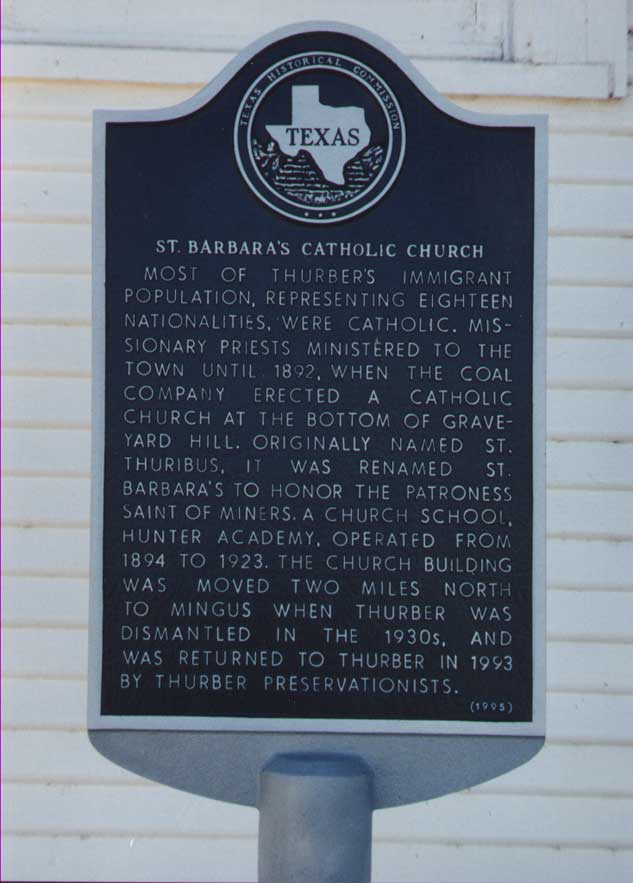 TEXAS HISTORICAL COMMISSION
TEXAS
ST. BARBARA'S CATHOLIC CHURCH
MOST OF THURBER'S IMMIGRANT
POPULATION, REPRESENTING EIGHTEEN
NATIONALITIES, WERE CATHOLIC. MIS-
SIONARY PRIESTS MINISTERED TO THE
TOWN UNTIL 1892, WHEN THE COAL
COMPANY ERECTED A CATHOLIC
CHURCH AT THE BOTTOM OF GRAVE-
YARD HILL. ORIGINALLY NAMED ST.
THURIBUS, IT WAS RENAMED ST.
BARBARA'S TO HONOR THE PATRONESS
SAINT OF MINERS. A CHURCH SCHOOL,
HUNTER ACADEMY, OPERATED FROM
1894 TO 1923. THE CHURCH BUILDING
WAS MOVED TWO MILES NORTH
TO MINGUS WHEN THURBER WAS
DISMANTLED IN THE 1930s, AND
WAS RETURNED TO THURBER IN 1993
BY THURBER PRESERVATIONISTS.
(1995)